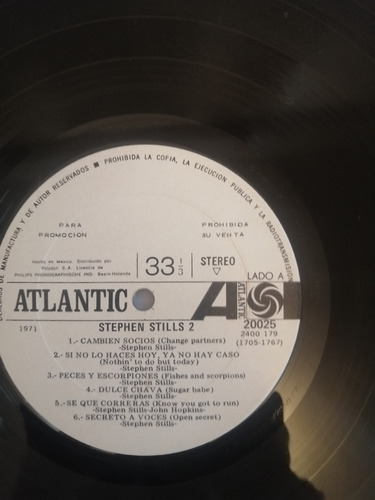 DERECHOS DE MANUFACTURA Y DE AUTOR RESERVADOS ■ PROHIBIDA LA COPIA, LA EJECUCION PUBLICA Y LA RADIOTRANSMISION
PARA PROMOCION
PROHIBIDA SU VENTA
Hecho en Mexico. Distribuido por
Polydor S.A. Licencia de
PHILIPS PHONOGRAPHISCHE IND. Baarn-Holanda
33 1/3
STEREO
LADO A
ATLANTIC
ATLANTIC
20025
2400 179
(1705-1767)
1971
STEPHEN STILLS 2
1.- CAMBIEN SOCIOS (Change partners)
-Stephen Stills-
2.- SI NO LO HACES HOY, YA NO HAY CASO
(Nothin' to do but today)
-Stephen Stills-
3.- PECES Y ESCORPIONES (Fishes and scorpions)
-Stephen Stills-
4.- DULCE CHAVA (Sugar babe)
-Stephen Stills-
5.-SE QUE CORRERAS (Know you got to run)
-Stephen Stills-John Hopkins-
6.-SECRETO A VOCES (Open secret)
-Stephen Stills-